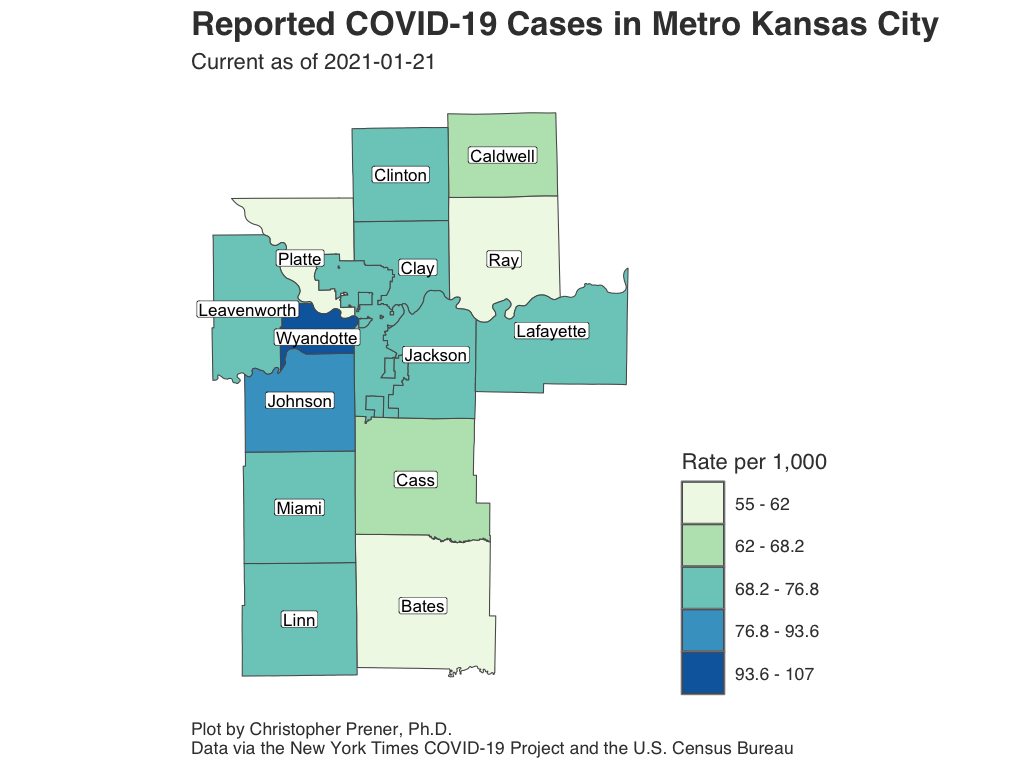 Reported COVID-19 Cases in Metro Kansas City
Current as of 2021-01-21
Caldwell
Clinton
Platte
Clay
Ray
Leavenworth
Wyandotte
Lafayette
Jackson
Johnson
Cass
Miami
Bates
Linn
Rate per 1,000
55 - 62
62 - 68.2
68.2 - 76.8
76.8 - 93.6
93.6 - 107
Plot by Christopher Prener, Ph.D.
Data via the New York Times COVID-19 Project and the U.S. Census Bureau